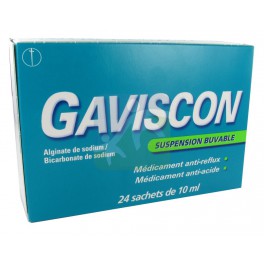 GAVISCON
SUSPENSION BUVABLE
Alginate de sodium /
Bicarbonate de sodium
Médicament anti-reflux
Médicament anti-acide
24 sachets de 10 ml